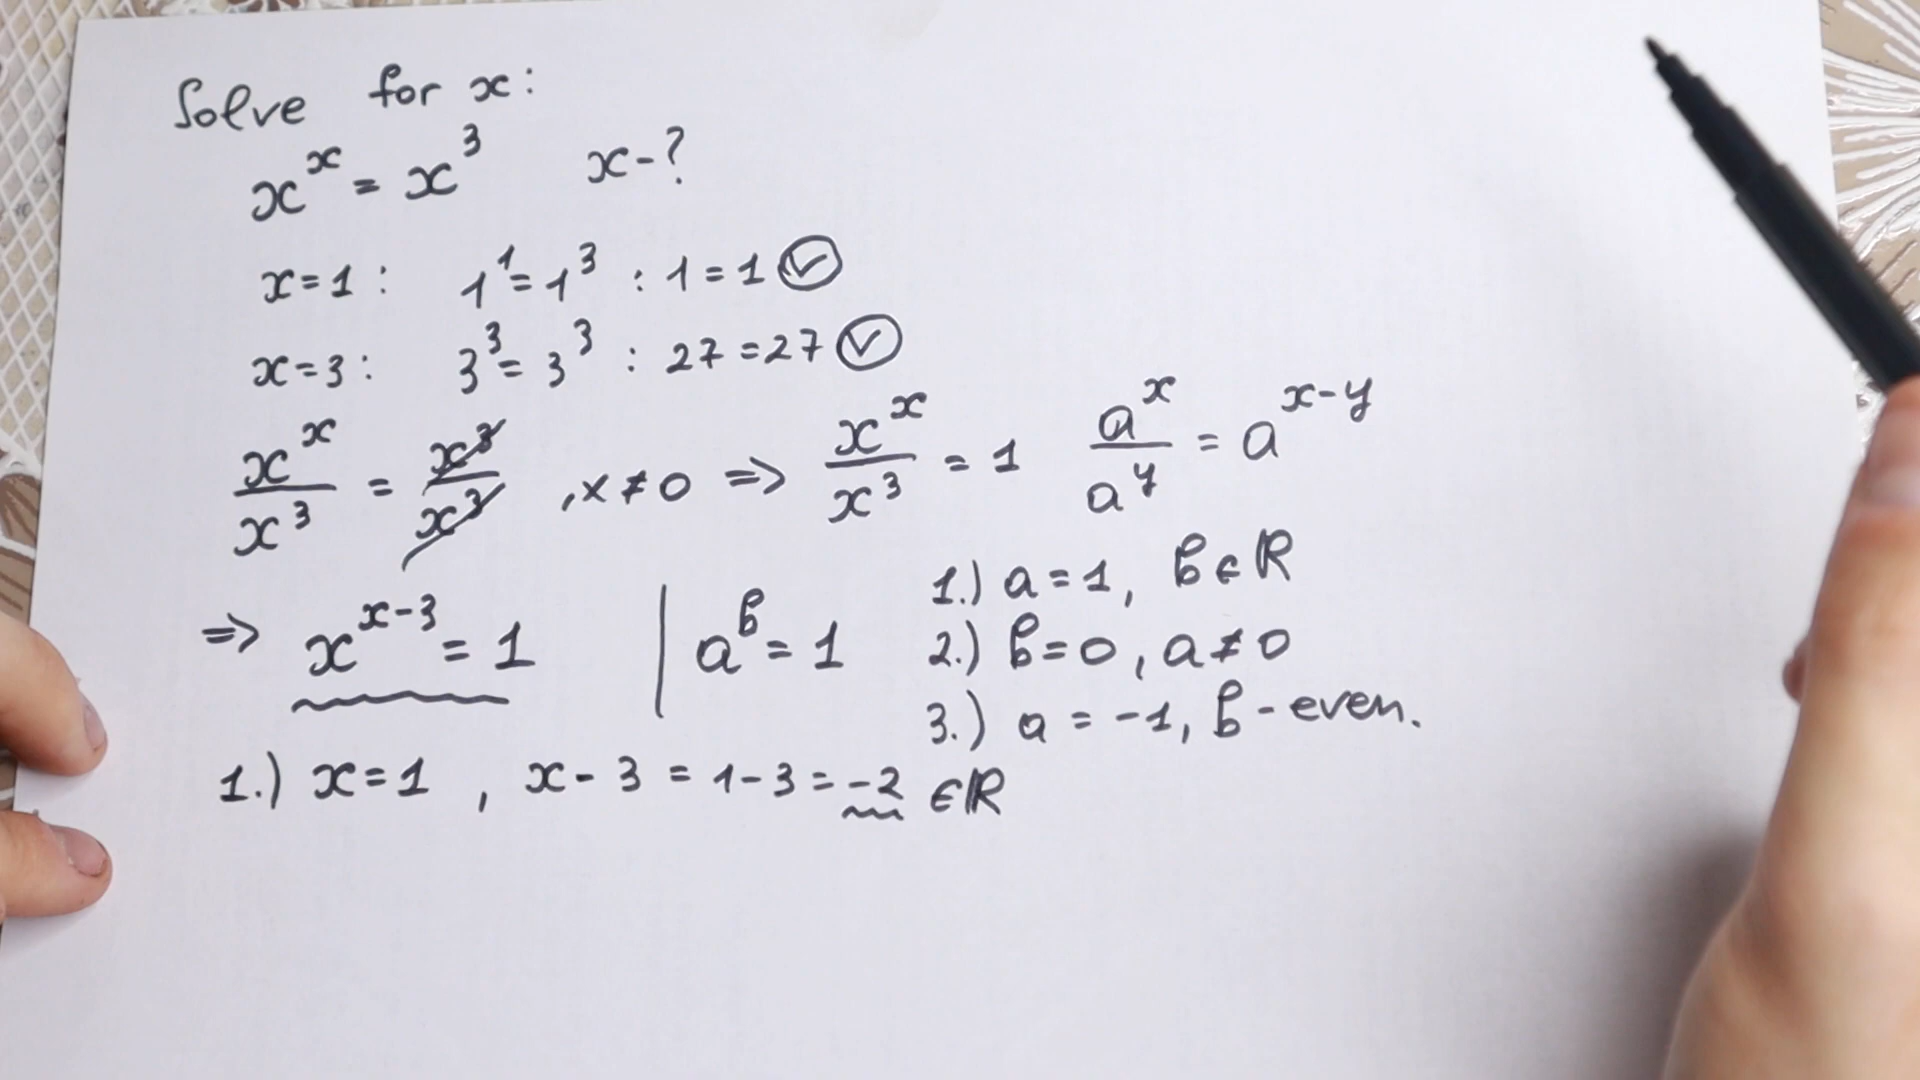 Solve for x:
x^x = x^3 x-?
x=1 : 1^1 = 1^3 : 1 = 1 ✓
x=3 : 3^3 = 3^3 : 27 = 27 ✓
x^x/x^3 = x^3/x^3 , x ≠ 0 => x^x/x^3 = 1 a^x/a^y = a^(x-y)
=> x^(x-3) = 1 | a^b = 1
1.) a = 1, b ∈ ℝ
2.) b = 0, a ≠ 0
3.) a = -1, b - even.
1.) x = 1 , x - 3 = 1 - 3 = -2 ∈ ℝ